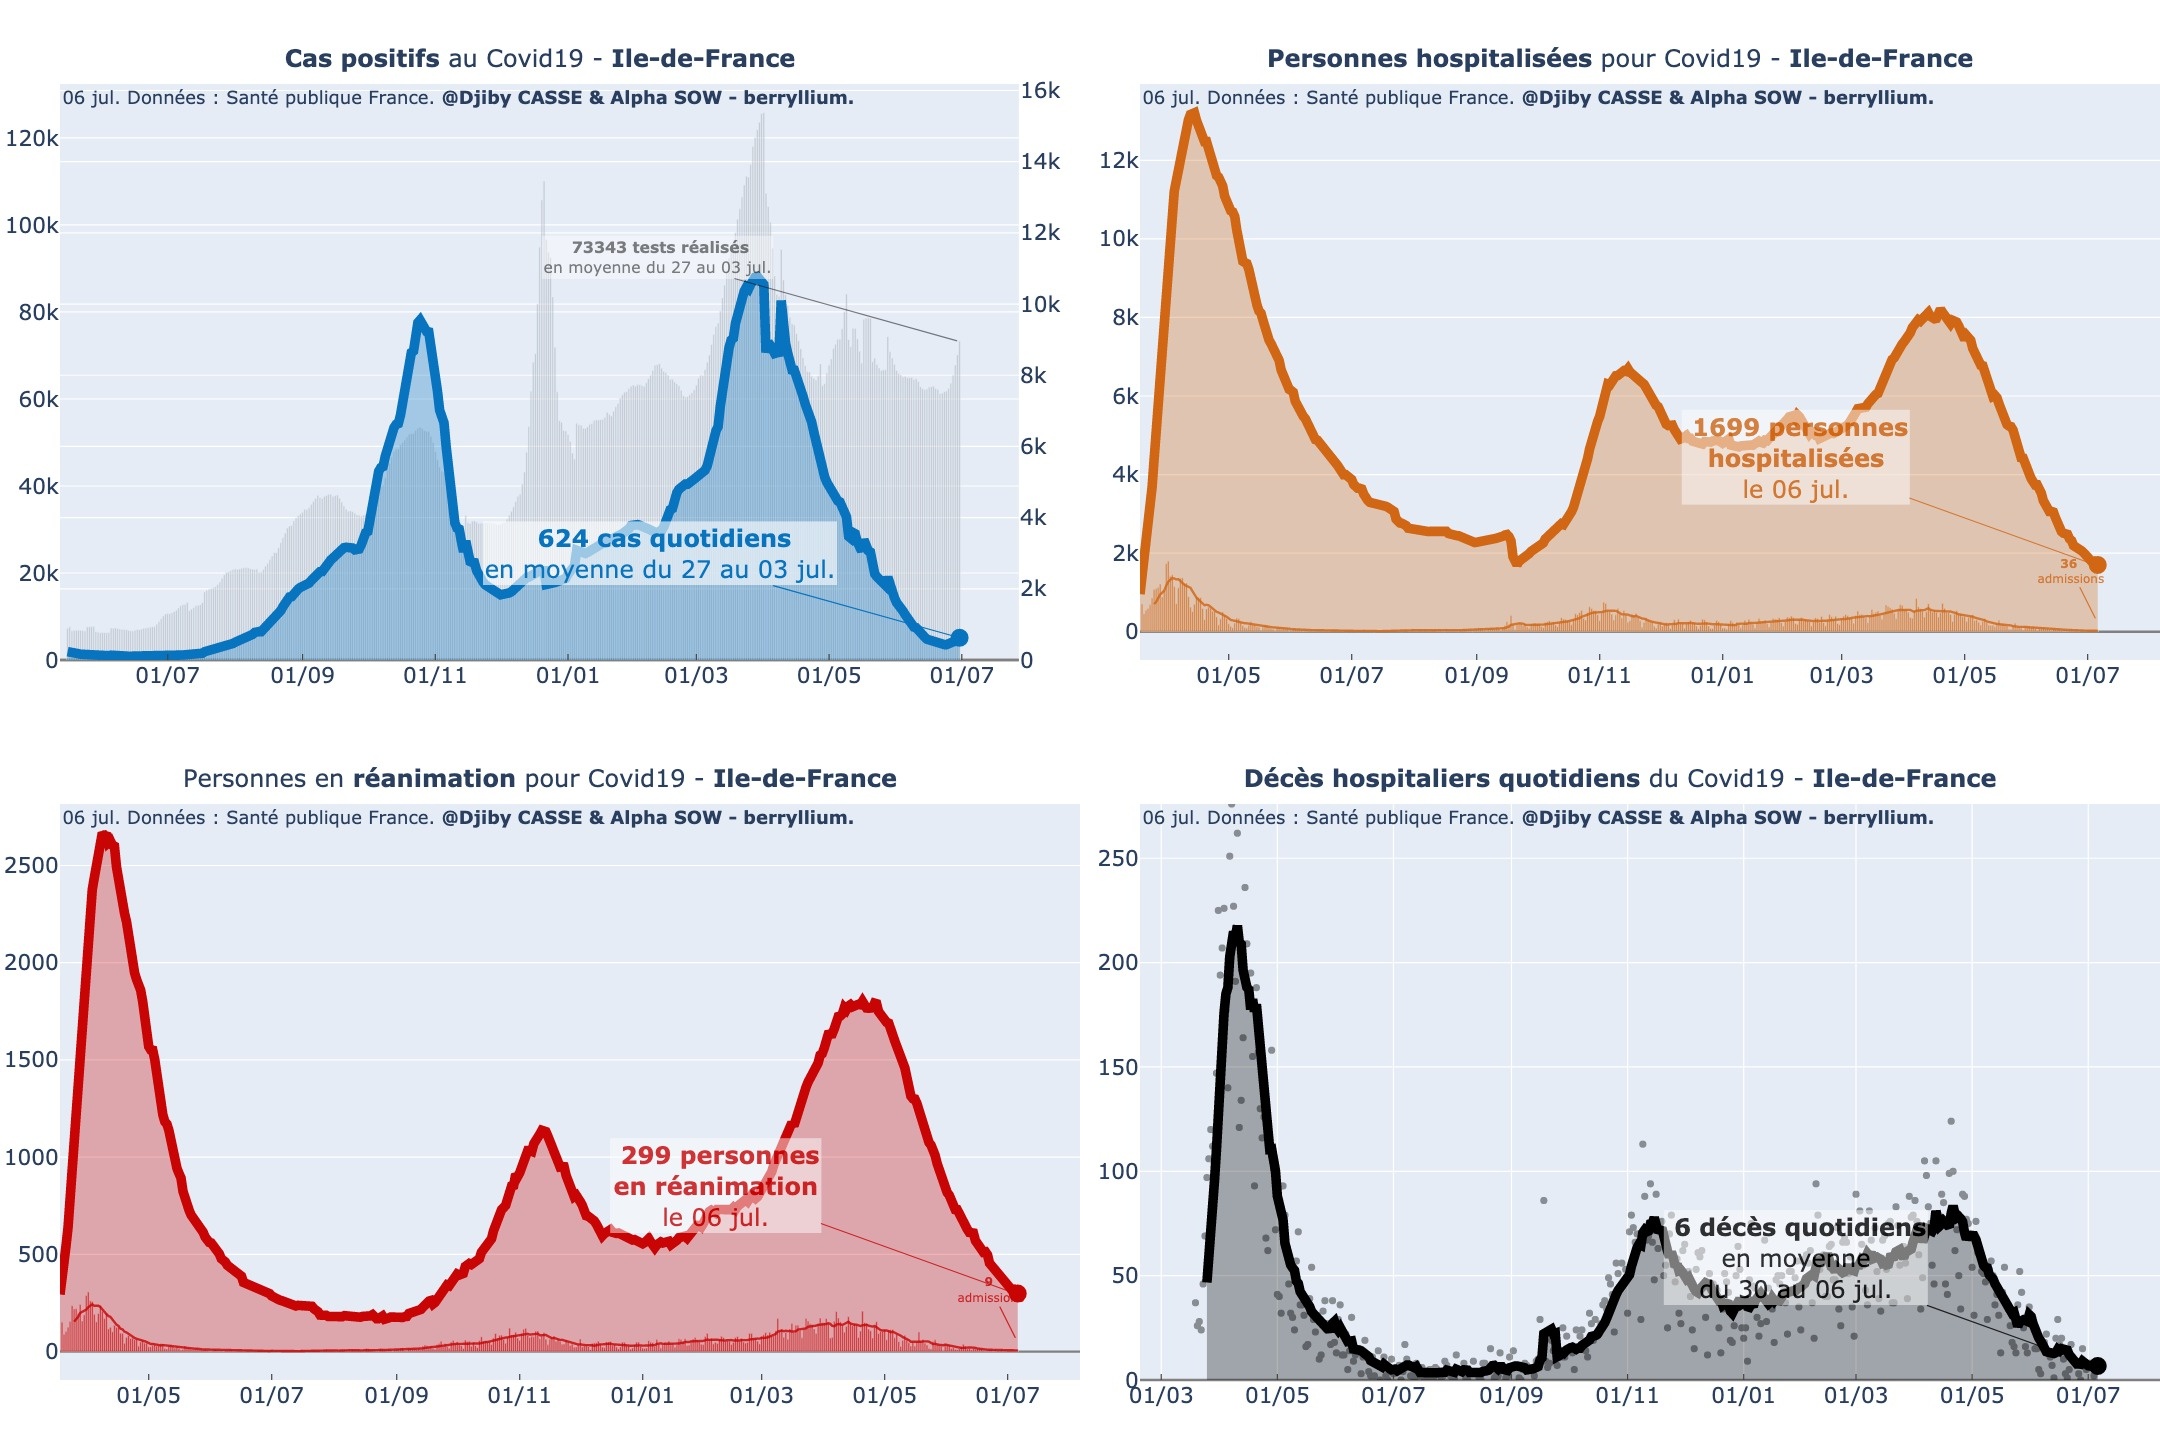 Cas positifs au Covid19 - Ile-de-France
06 jul. Données : Santé publique France. @Djiby CASSE & Alpha SOW - berryllium.
120k
100k
80k
60k
40k
20k
0
16k
14k
12k
10k
8k
6k
4k
2k
0
73343 tests réalisés
en moyenne du 27 au 03 jul.
624 cas quotidiens
en moyenne du 27 au 03 jul.
01/07 01/09 01/11 01/01 01/03 01/05 01/07
Personnes hospitalisées pour Covid19 - Ile-de-France
06 jul. Données : Santé publique France. @Djiby CASSE & Alpha SOW - berryllium.
12k
10k
8k
6k
4k
2k
0
1699 personnes
hospitalisées
le 06 jul.
36
admissions
01/05 01/07 01/09 01/11 01/01 01/03 01/05 01/07
Personnes en réanimation pour Covid19 - Ile-de-France
06 jul. Données : Santé publique France. @Djiby CASSE & Alpha SOW - berryllium.
2500
2000
1500
1000
500
0
299 personnes
en réanimation
le 06 jul.
9
admissions
01/05 01/07 01/09 01/11 01/01 01/03 01/05 01/07
Décès hospitaliers quotidiens du Covid19 - Ile-de-France
06 jul. Données : Santé publique France. @Djiby CASSE & Alpha SOW - berryllium.
250
200
150
100
50
0
6 décès quotidiens
en moyenne
du 30 au 06 jul.
01/03 01/05 01/07 01/09 01/11 01/01 01/03 01/05 01/07